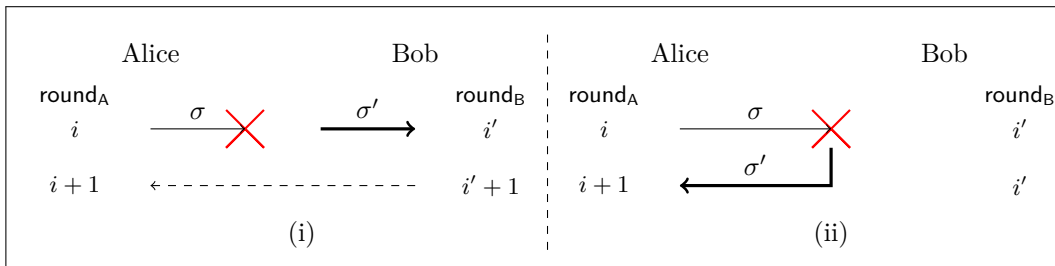 Alice Bob
round_A σ σ′ round_B
i i′
i + 1 i′ + 1
(i)
Alice Bob
round_A σ round_B
i i′
i + 1 σ′ i′
(ii)